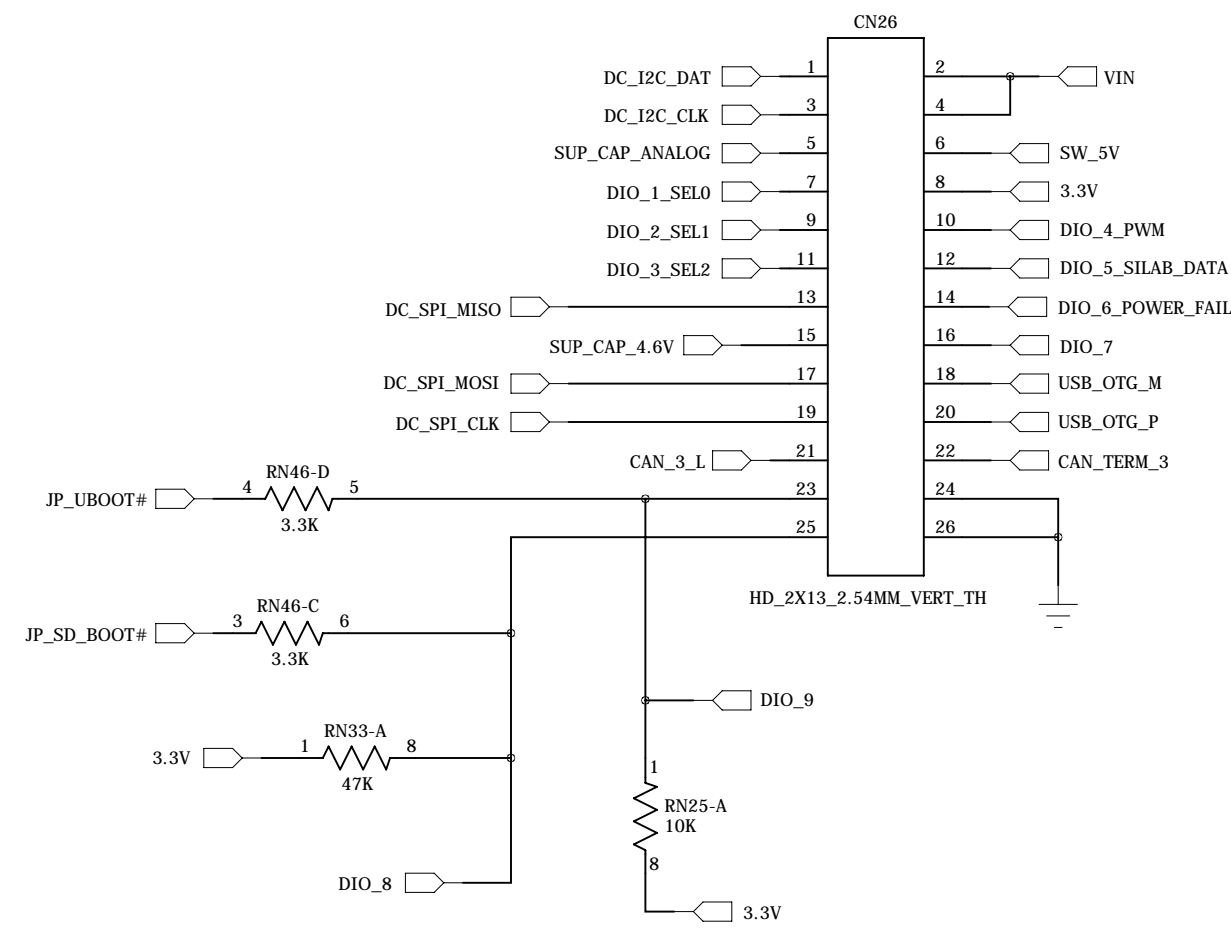 CN26
DC_I2C_DAT 1 2 VIN
DC_I2C_CLK 3 4
SUP_CAP_ANALOG 5 6 SW_5V
DIO_1_SEL0 7 8 3.3V
DIO_2_SEL1 9 10 DIO_4_PWM
DIO_3_SEL2 11 12 DIO_5_SILAB_DATA
DC_SPI_MISO 13 14 DIO_6_POWER_FAIL
SUP_CAP_4.6V 15 16 DIO_7
DC_SPI_MOSI 17 18 USB_OTG_M
DC_SPI_CLK 19 20 USB_OTG_P
CAN_3_L 21 22 CAN_TERM_3
RN46-D
JP_UBOOT# 4 5 23 24
3.3K
25 26
HD_2X13_2.54MM_VERT_TH
RN46-C
JP_SD_BOOT# 3 6
3.3K
DIO_9
RN33-A
3.3V 1 8
47K
1
RN25-A
10K
8
DIO_8
3.3V